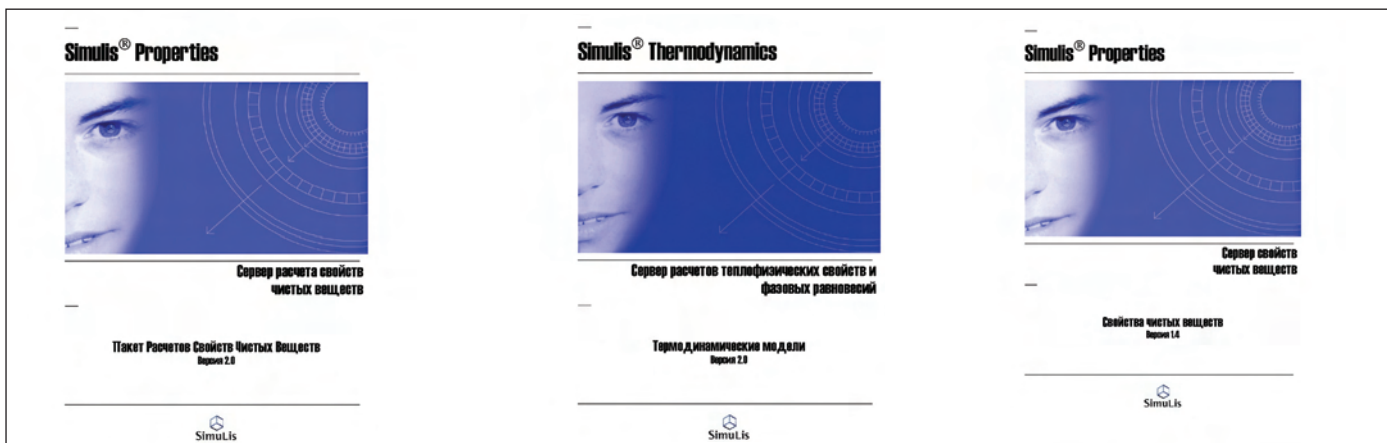 Simulis® Properties
Сервер расчета свойств
чистых веществ
Пакет Расчетов Свойств Чистых Веществ
Версия 2.0
SimuLis
Simulis® Thermodynamics
Сервер расчетов теплофизических свойств и
фазовых равновесий
Термодинамические модели
Версия 2.0
SimuLis
Simulis® Properties
Сервер свойств
чистых веществ
Свойства чистых веществ
Версия 1.4
SimuLis